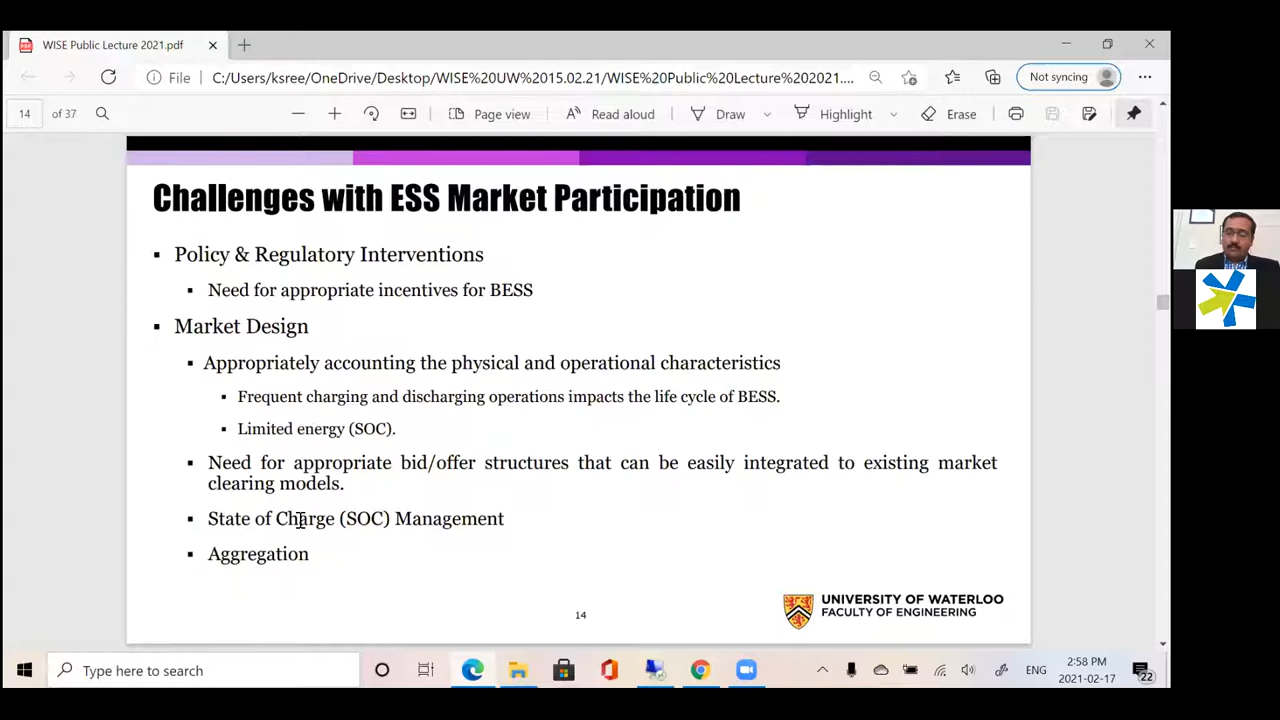 WISE Public Lecture 2021.pdf
File
C:/Users/ksree/OneDrive/Desktop/WISE%20UW%2015.02.21/WISE%20Public%20Lecture%202021....
Not syncing
14 of 37
Page view
Read aloud
Draw
Highlight
Erase
Challenges with ESS Market Participation
▪ Policy & Regulatory Interventions
▪ Need for appropriate incentives for BESS
▪ Market Design
▪ Appropriately accounting the physical and operational characteristics
▪ Frequent charging and discharging operations impacts the life cycle of BESS.
▪ Limited energy (SOC).
▪ Need for appropriate bid/offer structures that can be easily integrated to existing market
clearing models.
▪ State of Charge (SOC) Management
▪ Aggregation
UNIVERSITY OF WATERLOO
FACULTY OF ENGINEERING
14
Type here to search
ENG
2:58 PM
2021-02-17
22